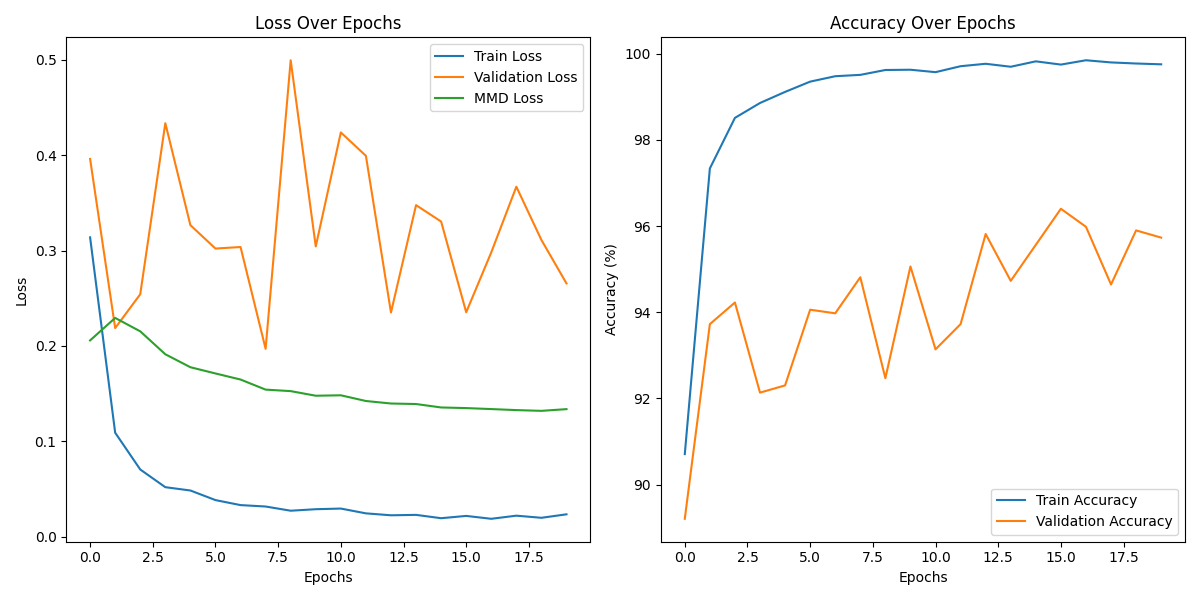 Loss Over Epochs
Loss
0.5
0.4
0.3
0.2
0.1
0.0
Train Loss
Validation Loss
MMD Loss
0.0 2.5 5.0 7.5 10.0 12.5 15.0 17.5
Epochs
Accuracy Over Epochs
Accuracy (%)
100
98
96
94
92
90
Train Accuracy
Validation Accuracy
0.0 2.5 5.0 7.5 10.0 12.5 15.0 17.5
Epochs